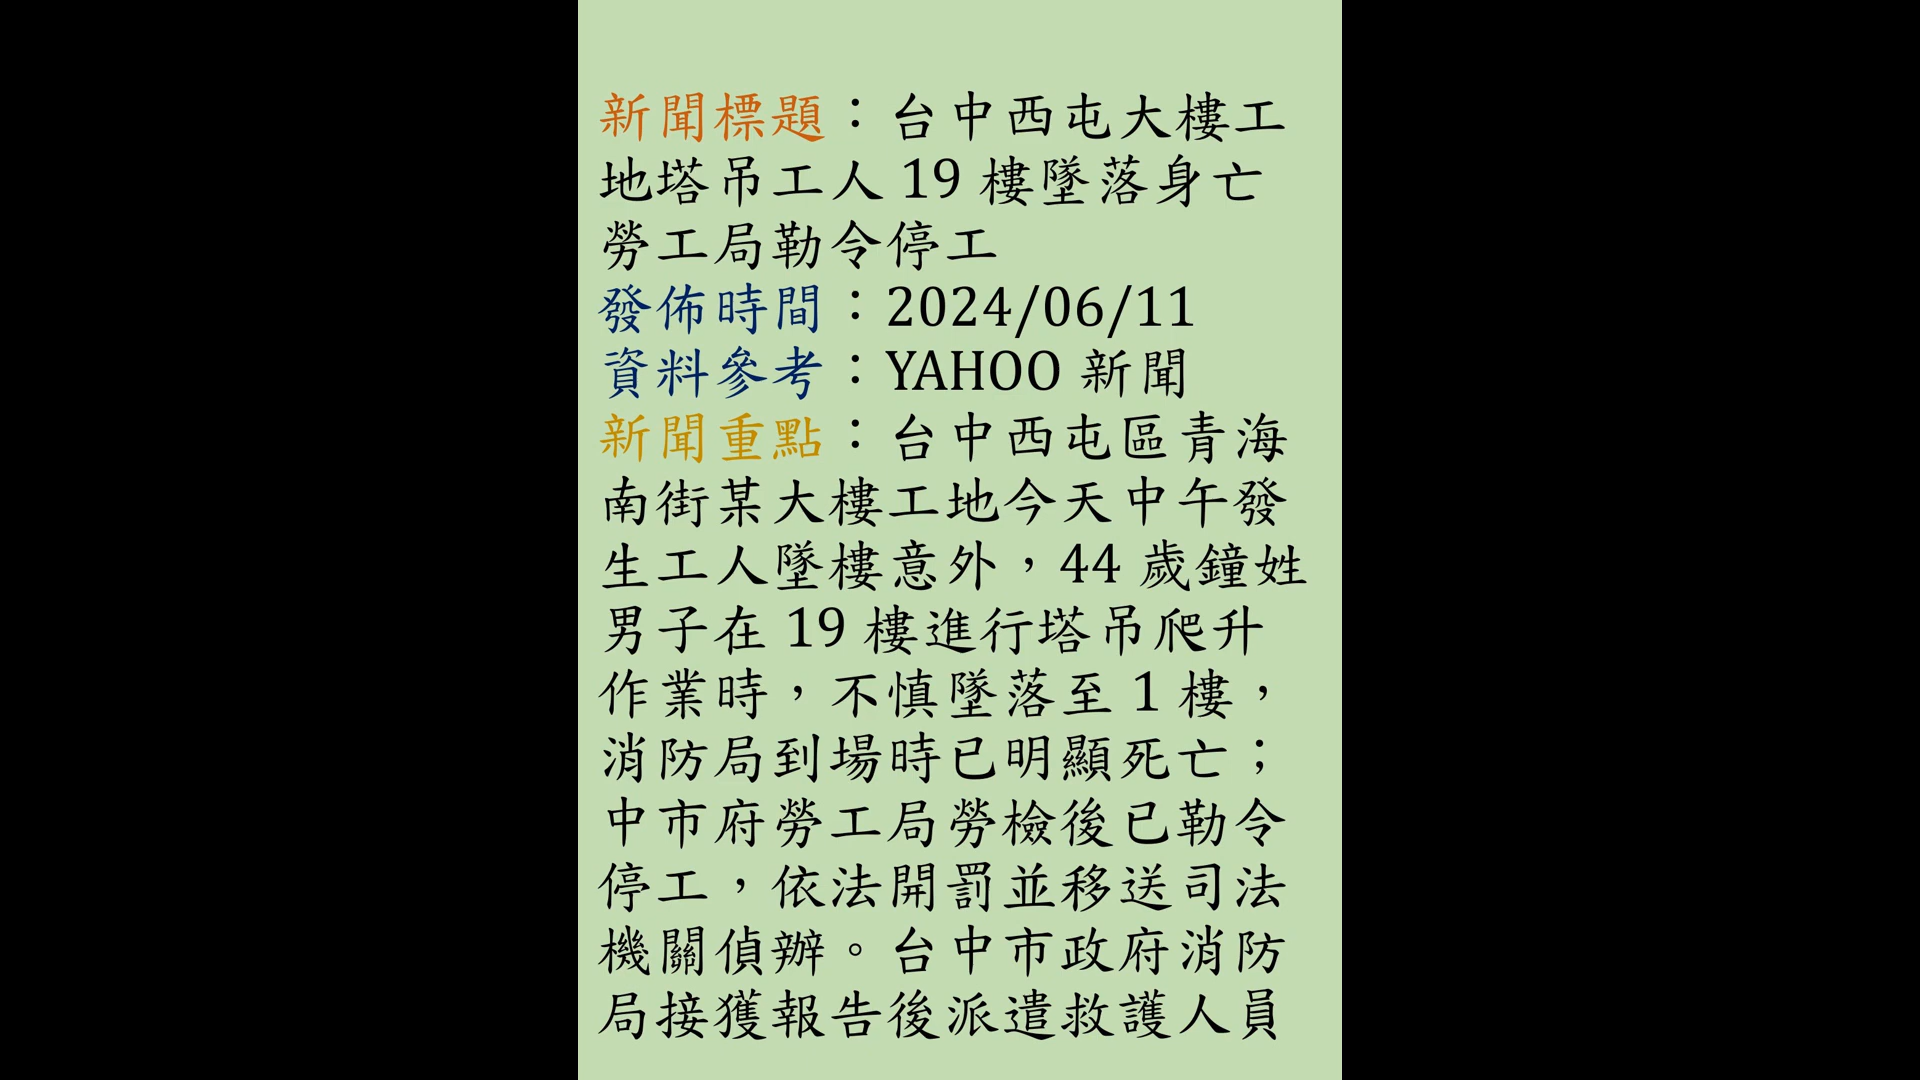 新聞標題：台中西屯大樓工
地塔吊工人 19 樓墜落身亡
勞工局勒令停工
發佈時間：2024/06/11
資料參考：YAHOO 新聞
新聞重點：台中西屯區青海
南街某大樓工地今天中午發
生工人墜樓意外，44 歲鐘姓
男子在 19 樓進行塔吊爬升
作業時，不慎墜落至 1 樓，
消防局到場時已明顯死亡；
中市府勞工局勞檢後已勒令
停工，依法開罰並移送司法
機關偵辦。台中市政府消防
局接獲報告後派遣救護人員